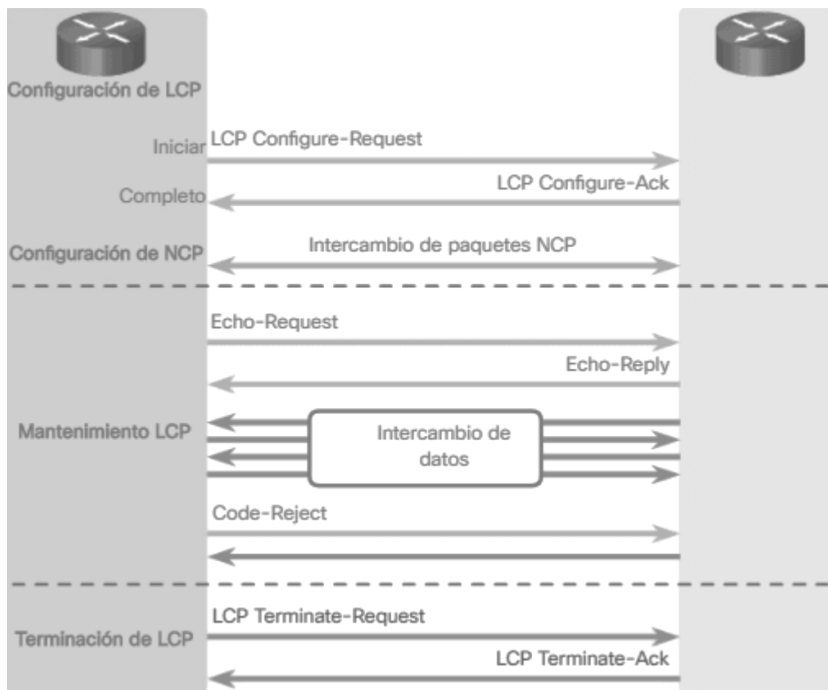 Configuración de LCP
Iniciar
LCP Configure-Request
LCP Configure-Ack
Completo
Configuración de NCP
Intercambio de paquetes NCP
Echo-Request
Echo-Reply
Mantenimiento LCP
Intercambio de
datos
Code-Reject
LCP Terminate-Request
Terminación de LCP
LCP Terminate-Ack